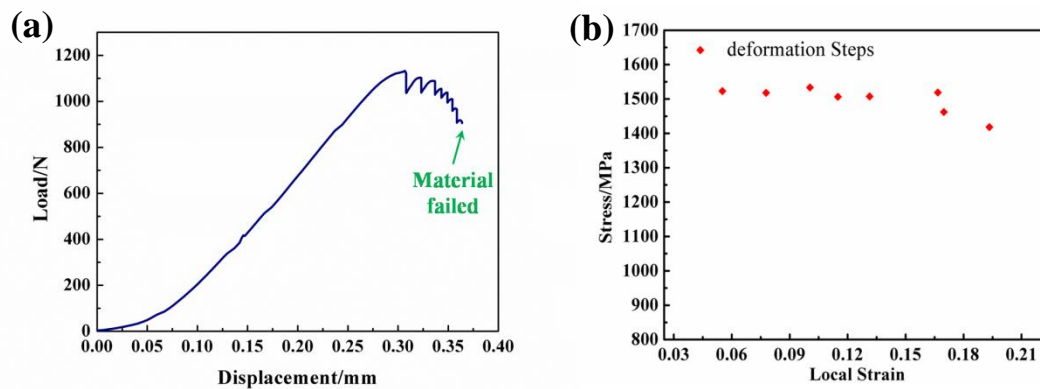 (a)
1200
1000
800
600
400
200
0
Load/N
0.00 0.05 0.10 0.15 0.20 0.25 0.30 0.35 0.40
Displacement/mm
Material
failed
(b)
1700
1600
1500
1400
1300
1200
1100
1000
900
800
Stress/MPa
deformation Steps
0.03 0.06 0.09 0.12 0.15 0.18 0.21
Local Strain